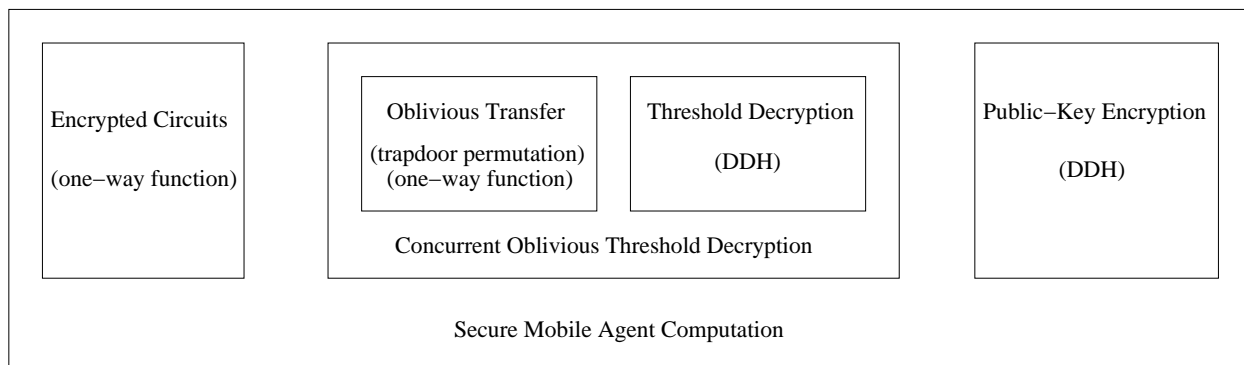 Encrypted Circuits
(one−way function)
Oblivious Transfer
(trapdoor permutation)
(one−way function)
Threshold Decryption
(DDH)
Concurrent Oblivious Threshold Decryption
Public−Key Encryption
(DDH)
Secure Mobile Agent Computation